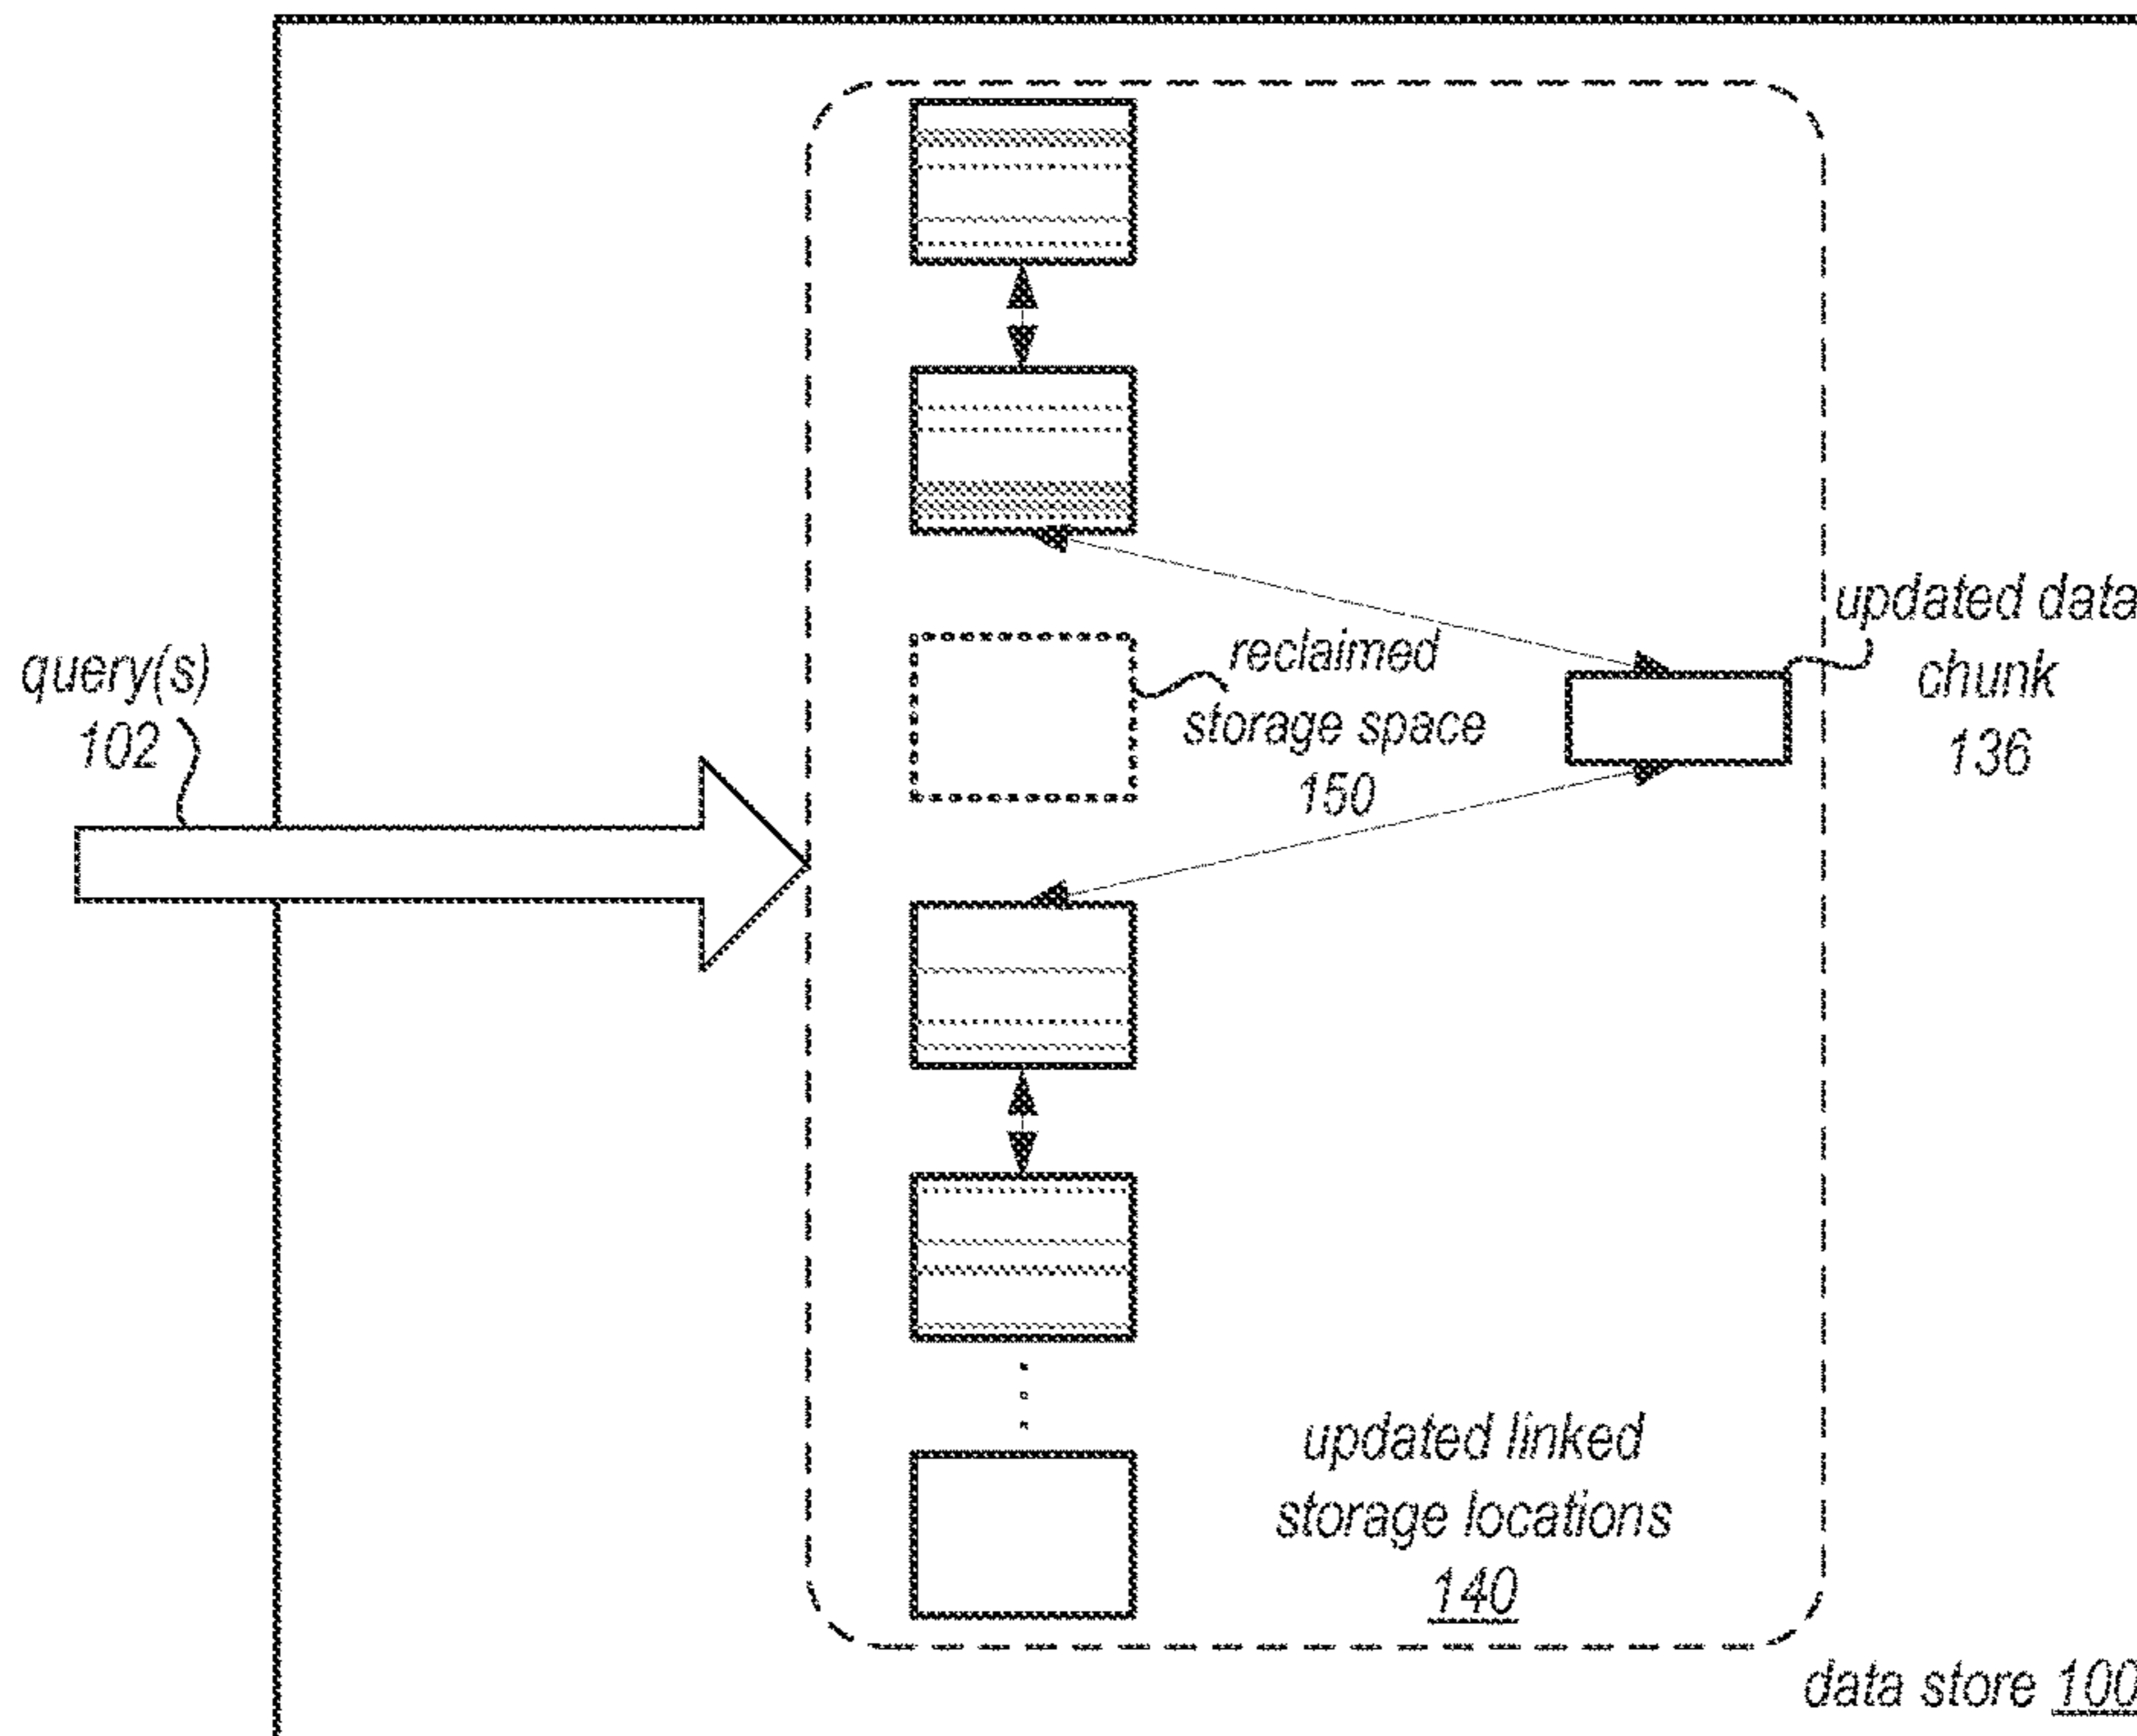 query(s)
102
reclaimed
storage space
150
updated data
chunk
136
updated linked
storage locations
140
data store 100